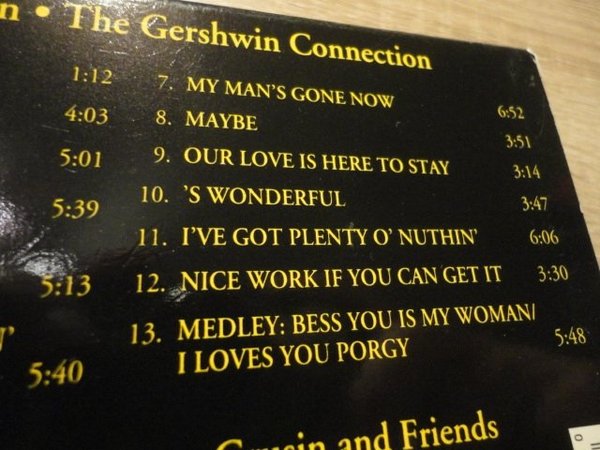 n • The Gershwin Connection
1:12 7. MY MAN'S GONE NOW 6:52
4:03 8. MAYBE 3:51
5:01 9. OUR LOVE IS HERE TO STAY 3:14
5:39 10. 'S WONDERFUL 3:47
11. I'VE GOT PLENTY O' NUTHIN' 6:06
5:13 12. NICE WORK IF YOU CAN GET IT 3:30
13. MEDLEY: BESS YOU IS MY WOMAN/
5:40 I LOVES YOU PORGY 5:48
and Friends